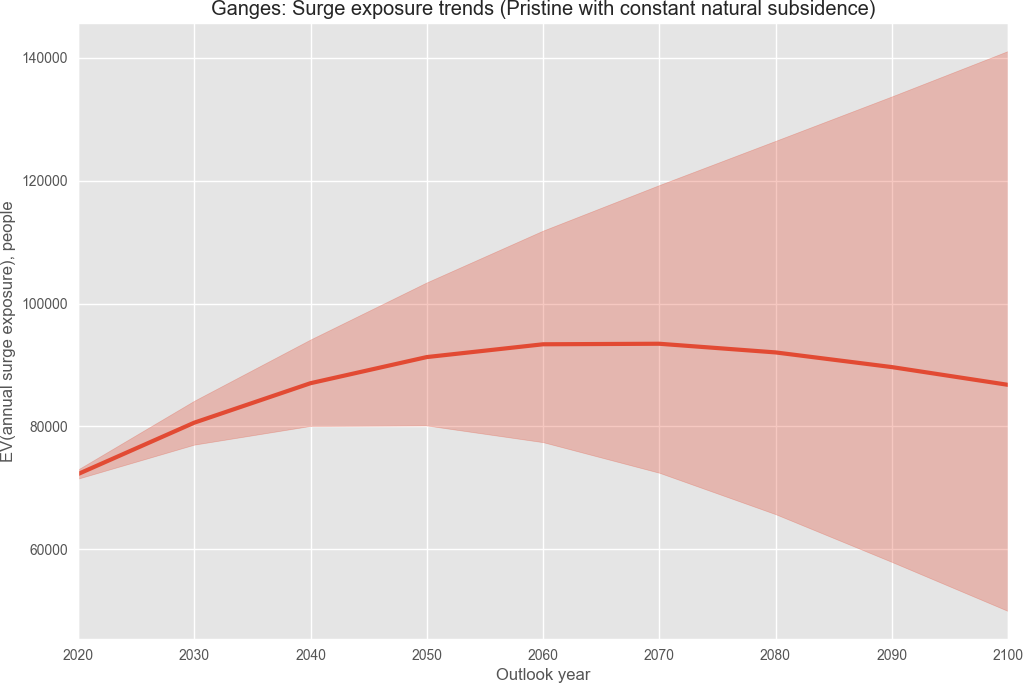 Ganges: Surge exposure trends (Pristine with constant natural subsidence)
EV(annual surge exposure), people
140000
120000
100000
80000
60000
2020 2030 2040 2050 2060 2070 2080 2090 2100
Outlook year